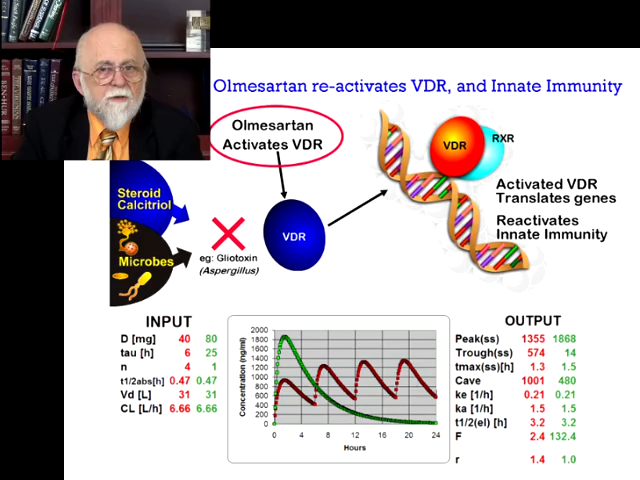 Olmesartan re-activates VDR, and Innate Immunity
BEN-HUR
Olmesartan
Activates VDR
VDR
RXR
Steroid
Calcitriol
Microbes
eg: Gliotoxin
(Aspergillus)
VDR
Activated VDR
Translates genes
Reactivates
Innate Immunity
INPUT
D [mg] 40 80
tau [h] 6 25
n 4 1
t1/2abs[h] 0.47 0.47
Vd [L] 31 31
CL [L/h] 6.66 6.66
Concentration (ng/ml)
2000
1800
1600
1400
1200
1000
800
600
400
200
0
0 4 8 12 16 20 24
Hours
OUTPUT
Peak(ss) 1355 1868
Trough(ss) 574 14
tmax(ss)[h] 1.3 1.5
Cave 1001 480
ke [1/h] 0.21 0.21
ka [1/h] 1.5 1.5
t1/2(el) [h] 3.2 3.2
F 2.4 132.4
r 1.4 1.0